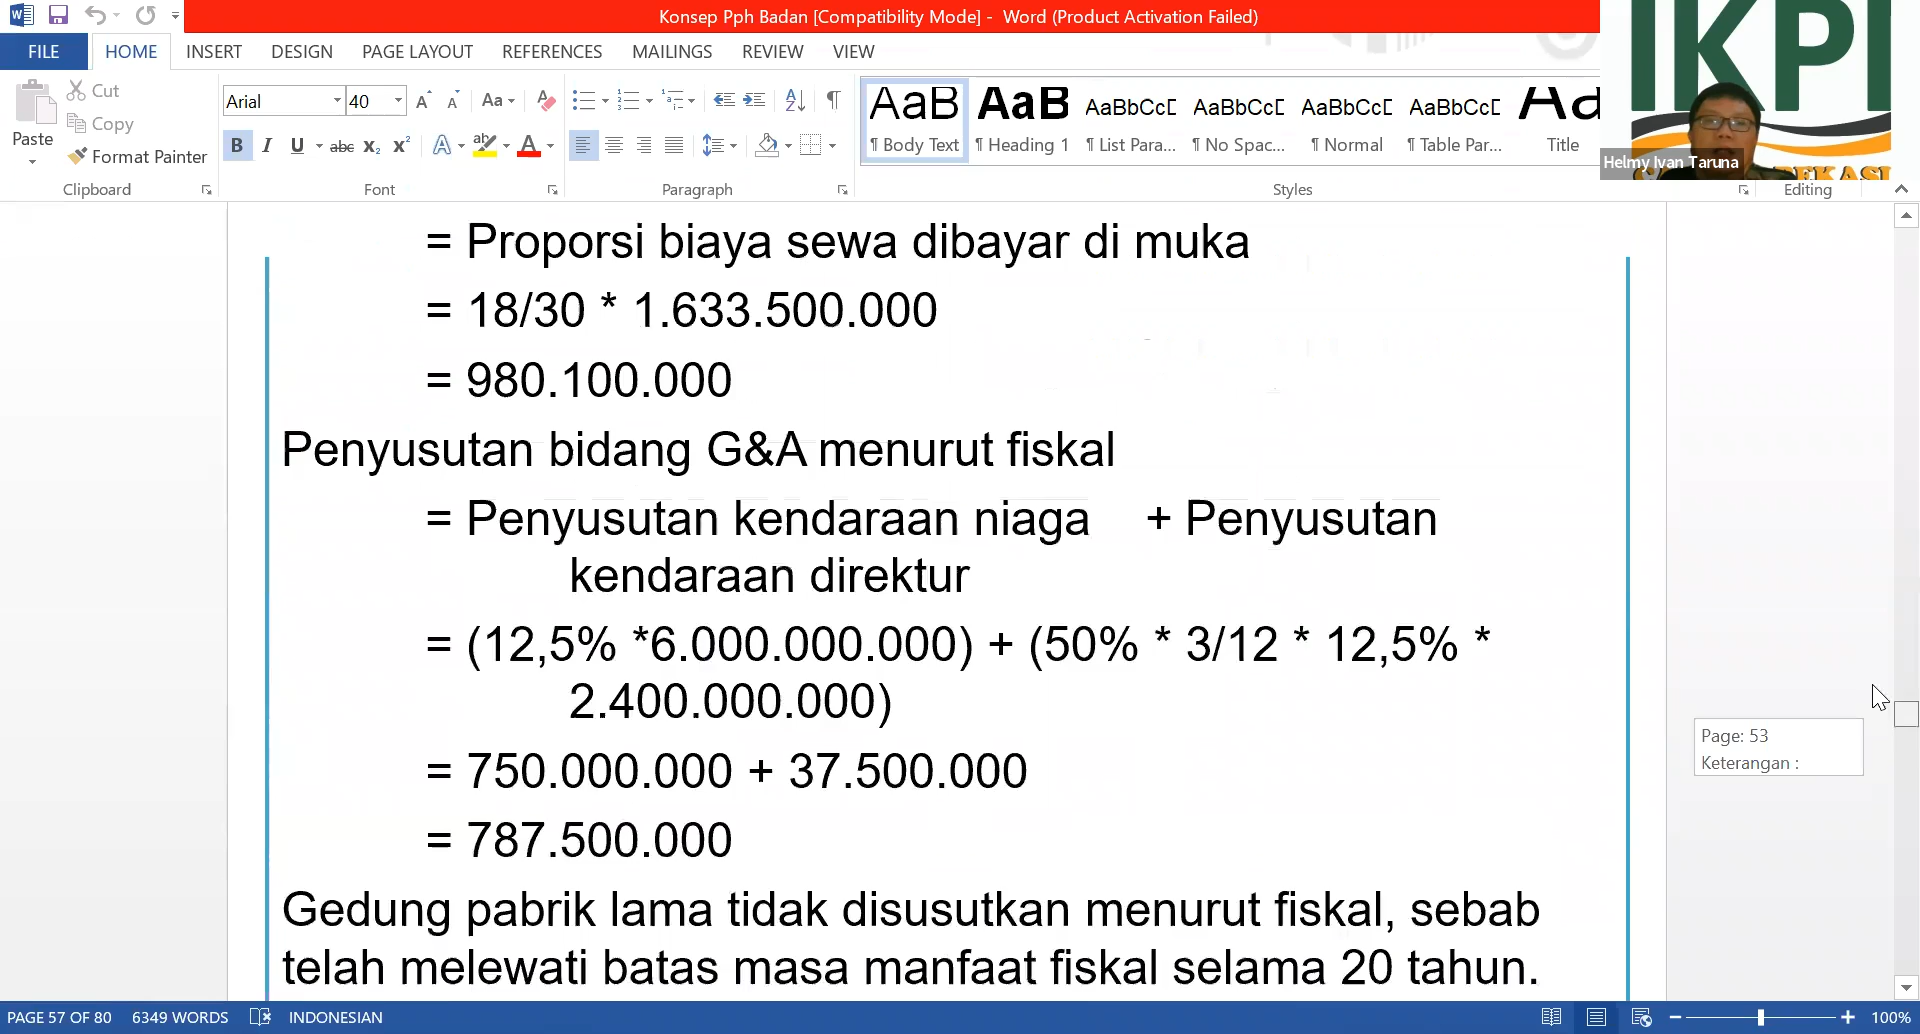 Konsep Pph Badan [Compatibility Mode] - Word (Product Activation Failed)
FILE HOME INSERT DESIGN PAGE LAYOUT REFERENCES MAILINGS REVIEW VIEW
Paste
Cut
Copy
Format Painter
Clipboard
Arial 40
Font
Paragraph
AaB AaB AaBbCcD AaBbCcD AaBbCcD AaBbCcD
¶ Body Text ¶ Heading 1 ¶ List Para... ¶ No Spac... ¶ Normal ¶ Table Par... Title
Styles
Editing
IKPI
Helmy Ivan Taruna
BEKASI
= Proporsi biaya sewa dibayar di muka
= 18/30 * 1.633.500.000
= 980.100.000
Penyusutan bidang G&A menurut fiskal
= Penyusutan kendaraan niaga + Penyusutan
kendaraan direktur
= (12,5% *6.000.000.000) + (50% * 3/12 * 12,5% *
2.400.000.000)
= 750.000.000 + 37.500.000
= 787.500.000
Gedung pabrik lama tidak disusutkan menurut fiskal, sebab
telah melewati batas masa manfaat fiskal selama 20 tahun.
Page: 53
Keterangan :
PAGE 57 OF 80 6349 WORDS INDONESIAN 100%